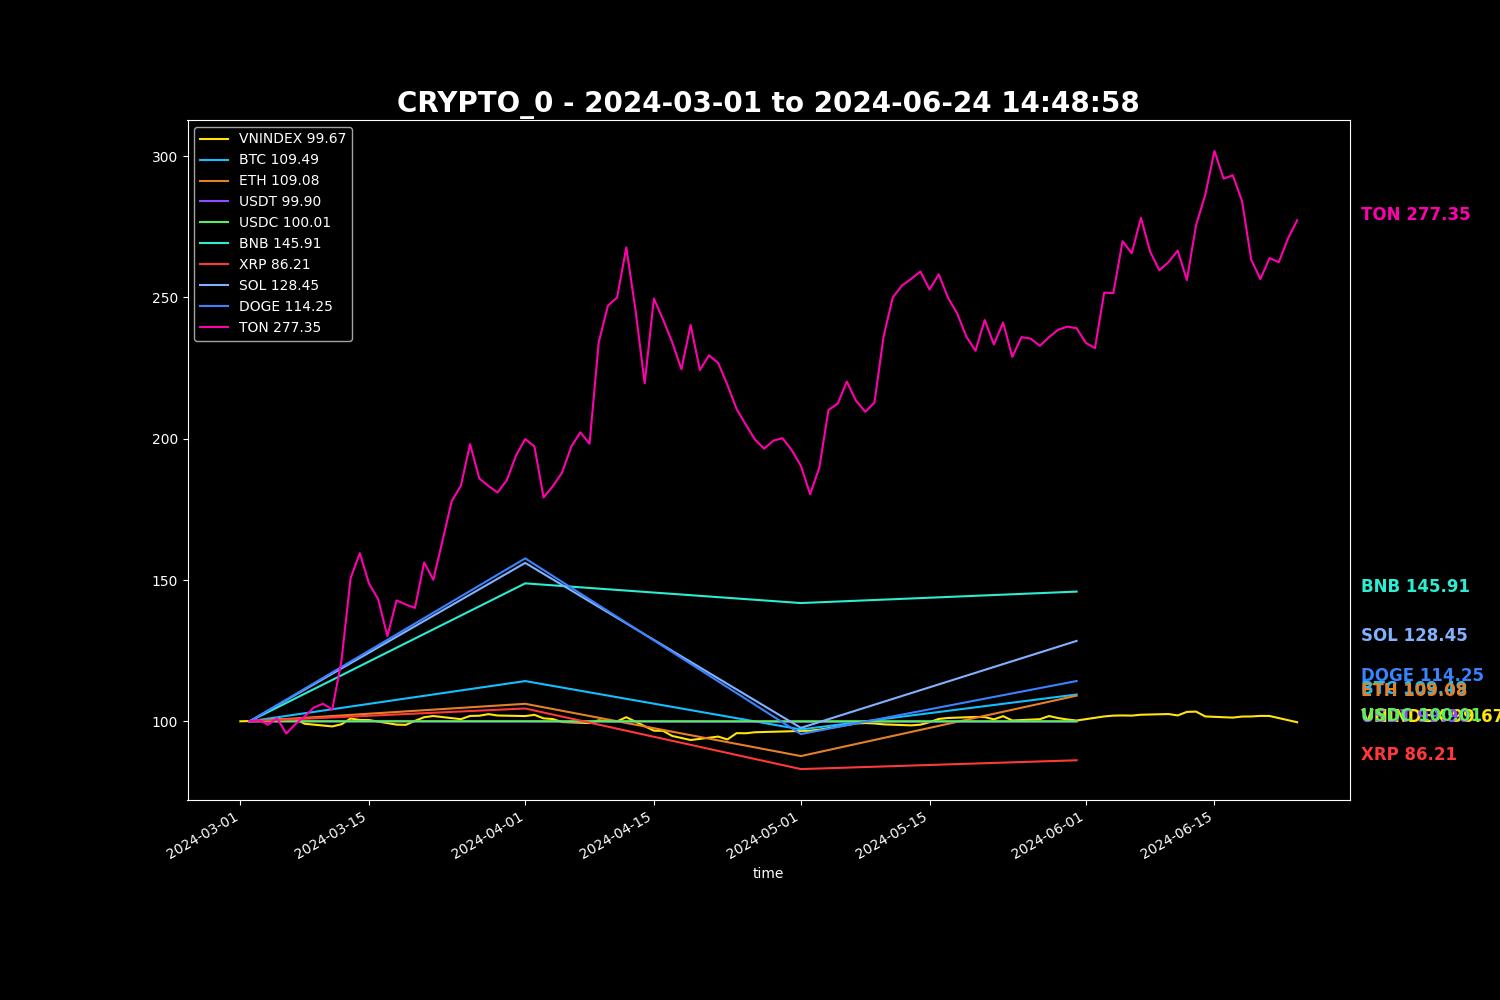 CRYPTO_0 - 2024-03-01 to 2024-06-24 14:48:58
VNINDEX 99.67
BTC 109.49
ETH 109.08
USDT 99.90
USDC 100.01
BNB 145.91
XRP 86.21
SOL 128.45
DOGE 114.25
TON 277.35
300
250
200
150
100
TON 277.35
BNB 145.91
SOL 128.45
DOGE 114.25
ETH 109.08
XRP 86.21
2024-03-01
2024-03-15
2024-04-01
2024-04-15
2024-05-01
2024-05-15
2024-06-01
2024-06-15
time